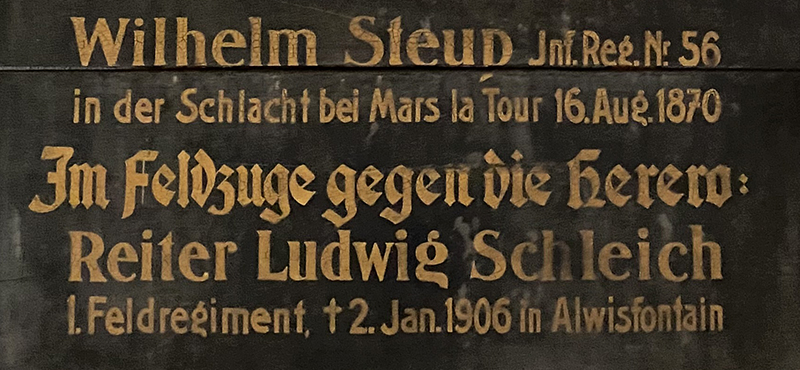 Wilhelm Steup Inf. Reg. Nr. 56
in der Schlacht bei Mars la Tour 16. Aug. 1870
Im Feldzuge gegen die Herero:
Reiter Ludwig Schleich
1. Feldregiment, † 2. Jan. 1906 in Alwisfontain